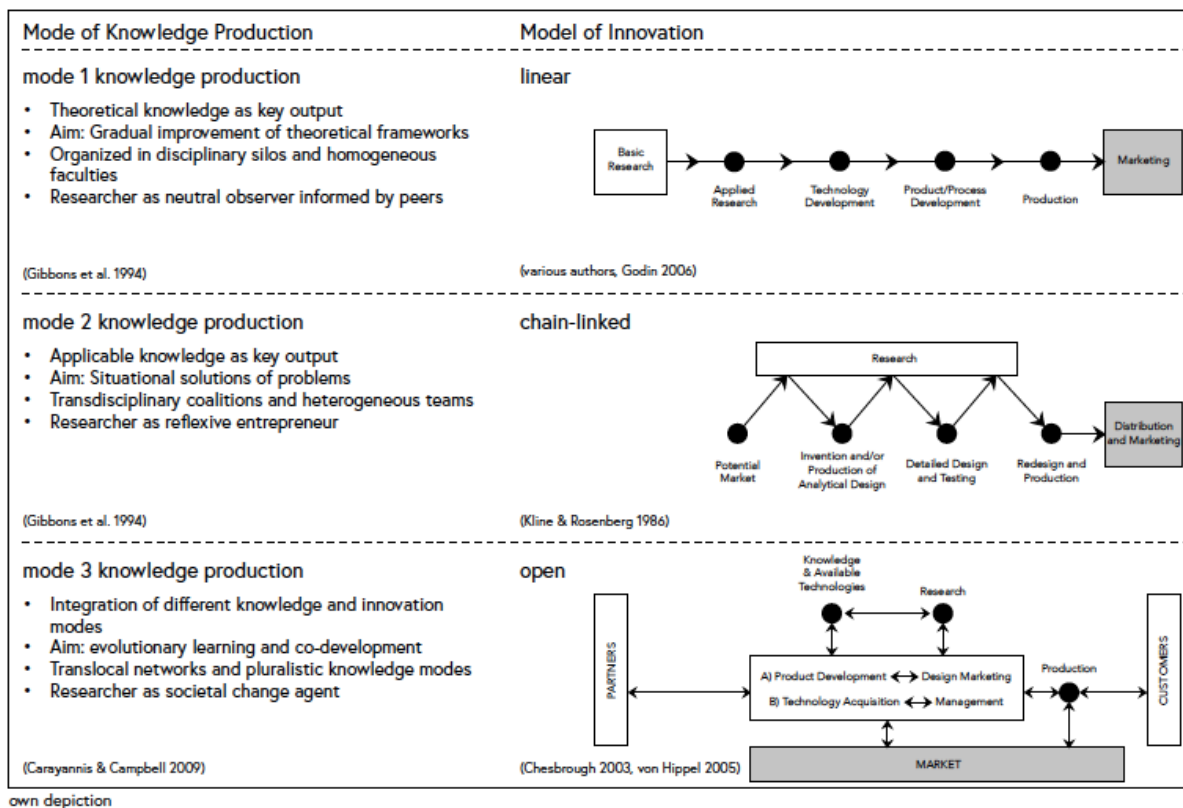 Mode of Knowledge Production
Model of Innovation
mode 1 knowledge production
• Theoretical knowledge as key output
• Aim: Gradual improvement of theoretical frameworks
• Organized in disciplinary silos and homogeneous
faculties
• Researcher as neutral observer informed by peers
(Gibbons et al. 1994)
linear
Basic
Research
Applied
Research
Technology
Development
Product/Process
Development
Production
Marketing
(various authors, Godin 2006)
mode 2 knowledge production
• Applicable knowledge as key output
• Aim: Situational solutions of problems
• Transdisciplinary coalitions and heterogeneous teams
• Researcher as reflexive entrepreneur
(Gibbons et al. 1994)
chain-linked
Research
Potential
Market
Invention and/or
Production of
Analytical Design
Detailed Design
and Testing
Redesign and
Production
Distribution
and Marketing
(Kline & Rosenberg 1986)
mode 3 knowledge production
• Integration of different knowledge and innovation
modes
• Aim: evolutionary learning and co-development
• Translocal networks and pluralistic knowledge modes
• Researcher as societal change agent
(Carayannis & Campbell 2009)
open
Knowledge
& Available
Technologies
Research
PARTNERS
A) Product Development Design Marketing
B) Technology Acquisition Management
Production
CUSTOMERS
MARKET
(Chesbrough 2003, von Hippel 2005)
own depiction